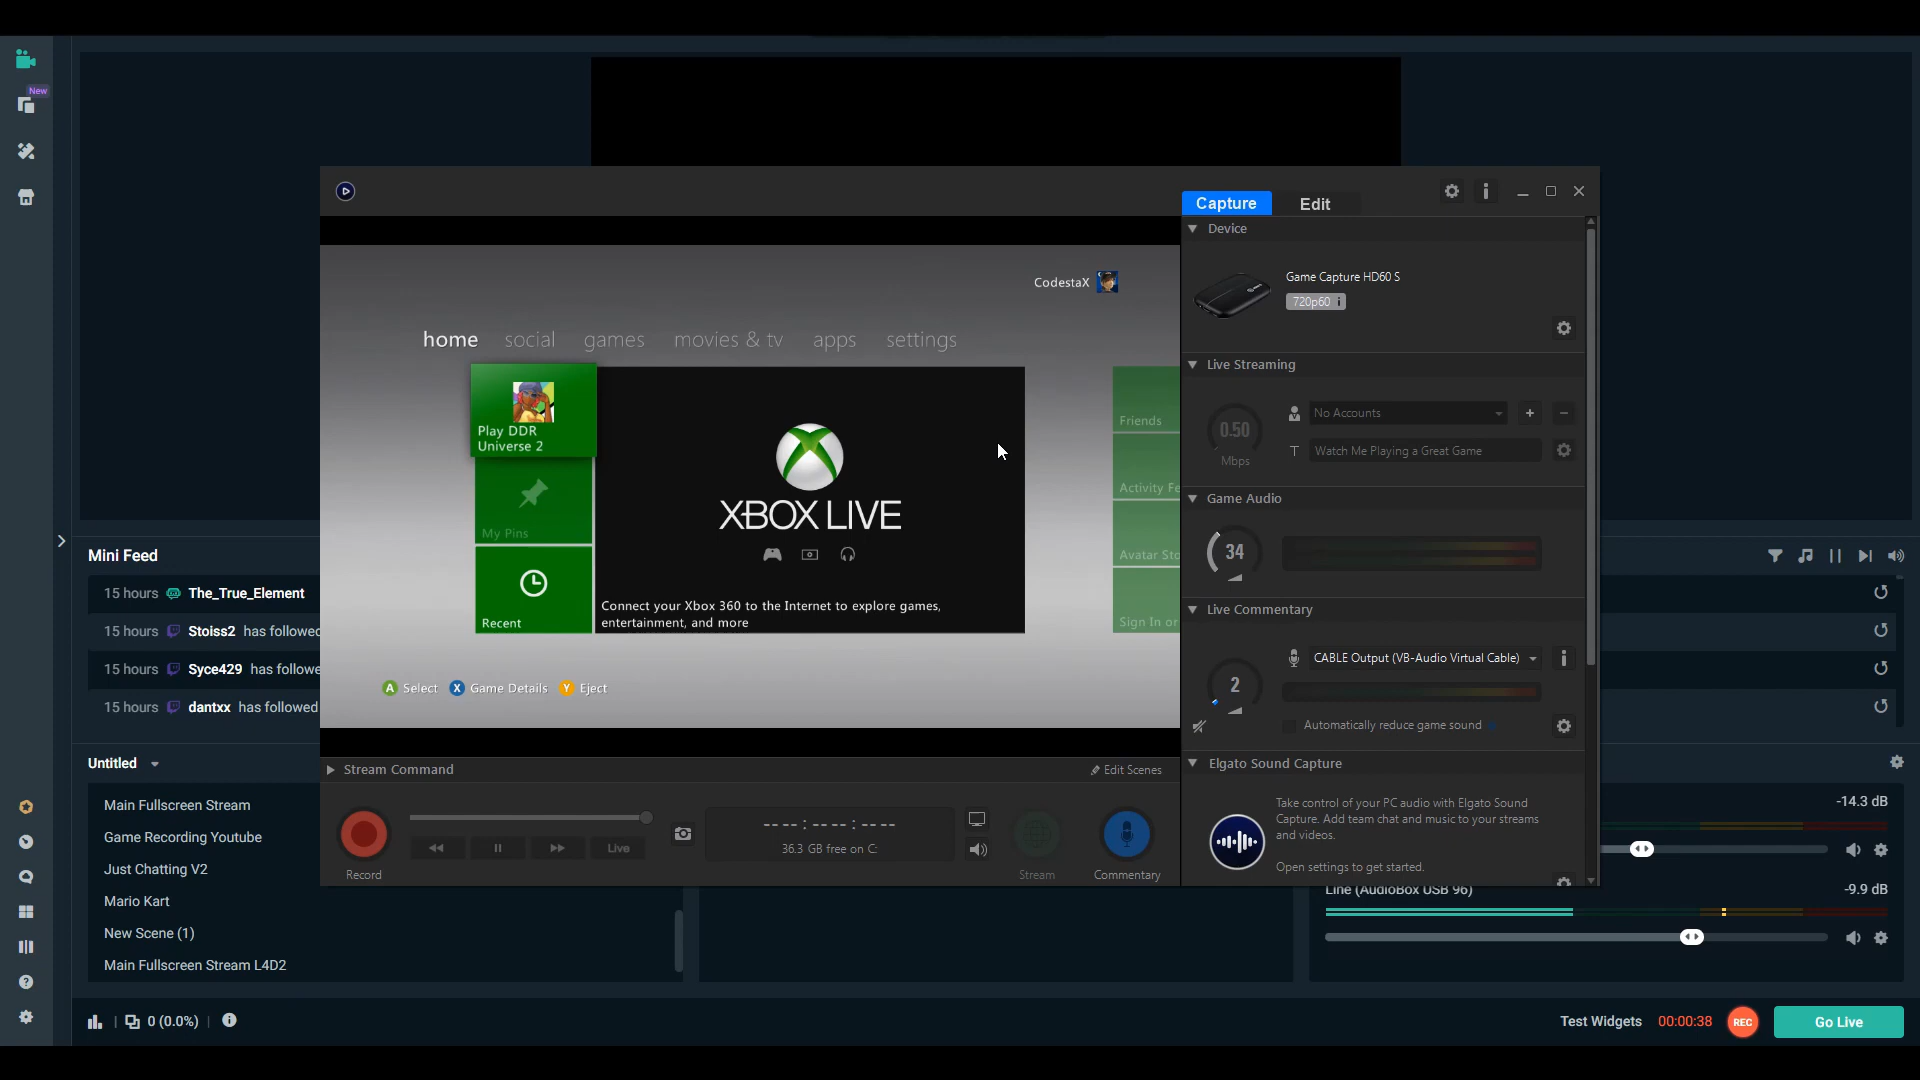 New
Capture
Edit
Device
Game Capture HD60 S
720p60 i
CodestaX
home social games movies & tv apps settings
Play DDR
Universe 2
My Pins
Recent
XBOX LIVE
Connect your Xbox 360 to the Internet to explore games,
entertainment, and more
Friends
Activity Fe
Avatar Sto
Sign In or
A Select X Game Details Y Eject
Live Streaming
0.50
Mbps
No Accounts
+ −
T Watch Me Playing a Great Game
Game Audio
34
Live Commentary
CABLE Output (VB-Audio Virtual Cable)
2
Automatically reduce game sound
Elgato Sound Capture
Take control of your PC audio with Elgato Sound
Capture. Add team chat and music to your streams
and videos.
Open settings to get started.
Stream Command
Edit Scenes
-- -- : -- -- : -- --
36.3 GB free on C:
Live
Record
Stream
Commentary
Mini Feed
15 hours The_True_Element
15 hours Stoiss2 has followed
15 hours Syce429 has followe
15 hours dantxx has followed
Untitled
Main Fullscreen Stream
Game Recording Youtube
Just Chatting V2
Mario Kart
New Scene (1)
Main Fullscreen Stream L4D2
-14.3 dB
Line (AudioBox USB 96)
-9.9 dB
0 (0.0%)
Test Widgets 00:00:38 REC Go Live